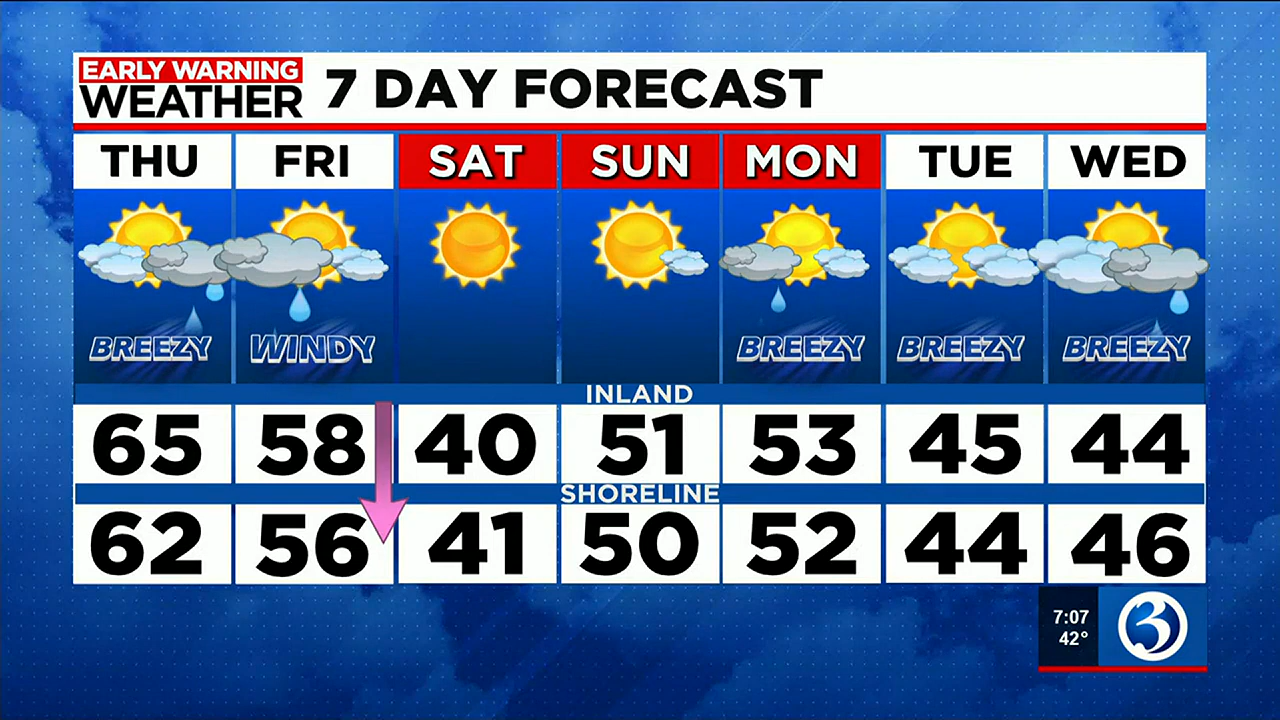 EARLY WARNING
WEATHER
7 DAY FORECAST
THU FRI SAT SUN MON TUE WED
BREEZY WINDY BREEZY BREEZY BREEZY
INLAND
65 58 40 51 53 45 44
SHORELINE
62 56 41 50 52 44 46
7:07
42°
3